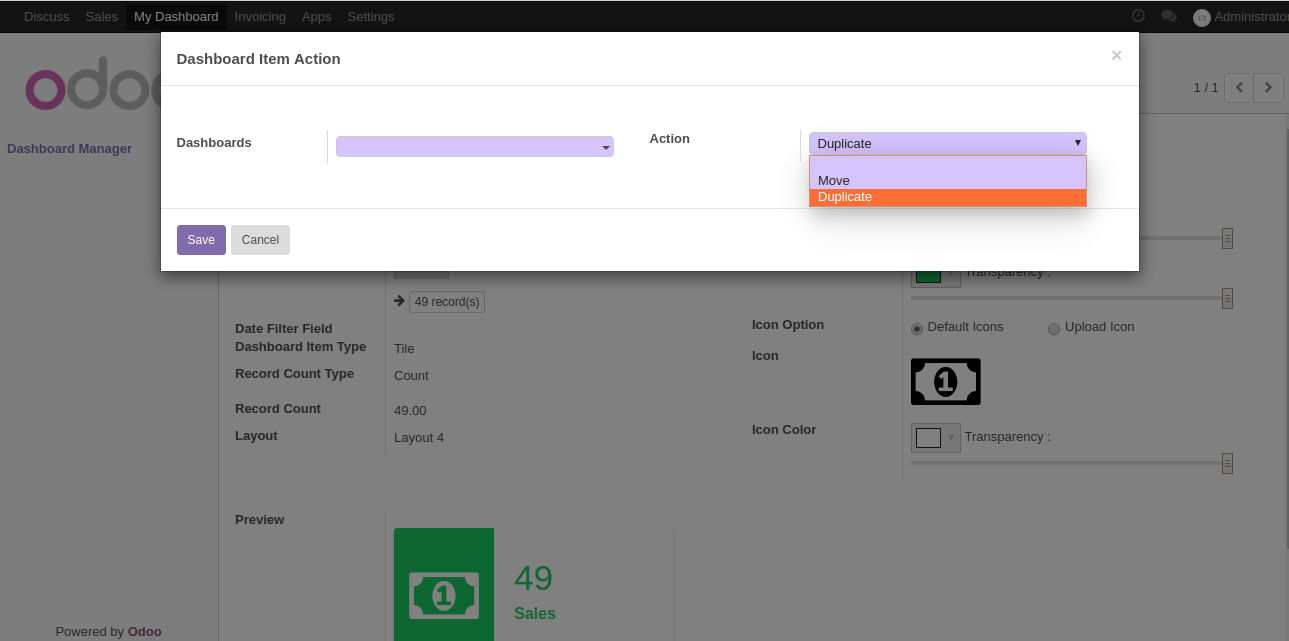 Discuss Sales My Dashboard Invoicing Apps Settings Administrator
Dashboard Item Action ×
odoo
1 / 1
Dashboards Action Duplicate
Dashboard Manager
Move
Duplicate
Save Cancel
Transparency :
49 record(s)
Date Filter Field
Icon Option Default Icons Upload Icon
Dashboard Item Type Tile
Icon
Record Count Type Count
1
Record Count 49.00
Layout Layout 4
Icon Color Transparency :
Preview
49
1
Sales
Powered by Odoo